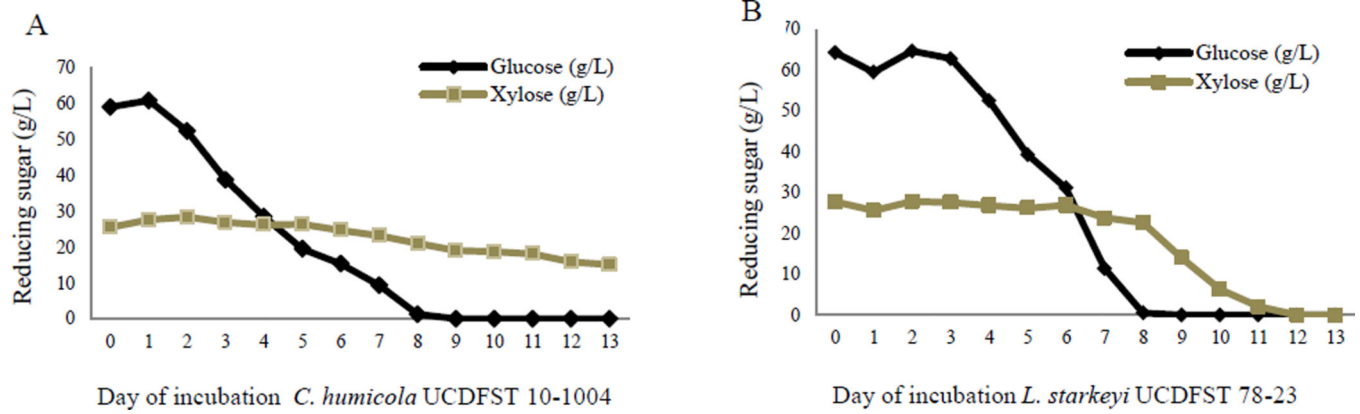 A
Glucose (g/L)
Xylose (g/L)
Reducing sugar (g/L)
70
60
50
40
30
20
10
0
0 1 2 3 4 5 6 7 8 9 10 11 12 13
Day of incubation C. humicola UCDFST 10-1004
B
Glucose (g/L)
Xylose (g/L)
Reducing sugar (g/L)
70
60
50
40
30
20
10
0
0 1 2 3 4 5 6 7 8 9 10 11 12 13
Day of incubation L. starkeyi UCDFST 78-23